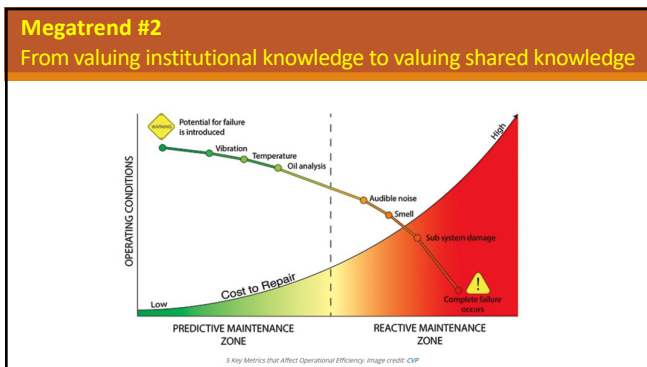 Megatrend #2
From valuing institutional knowledge to valuing shared knowledge
WARNING
Potential for failure
is introduced
Vibration
Temperature
Oil analysis
Audible noise
Smell
Sub system damage
Complete failure
occurs
High
Cost to Repair
Low
OPERATING CONDITIONS
PREDICTIVE MAINTENANCE
ZONE
REACTIVE MAINTENANCE
ZONE
5 Key Metrics that Affect Operational Efficiency. Image credit: CVP